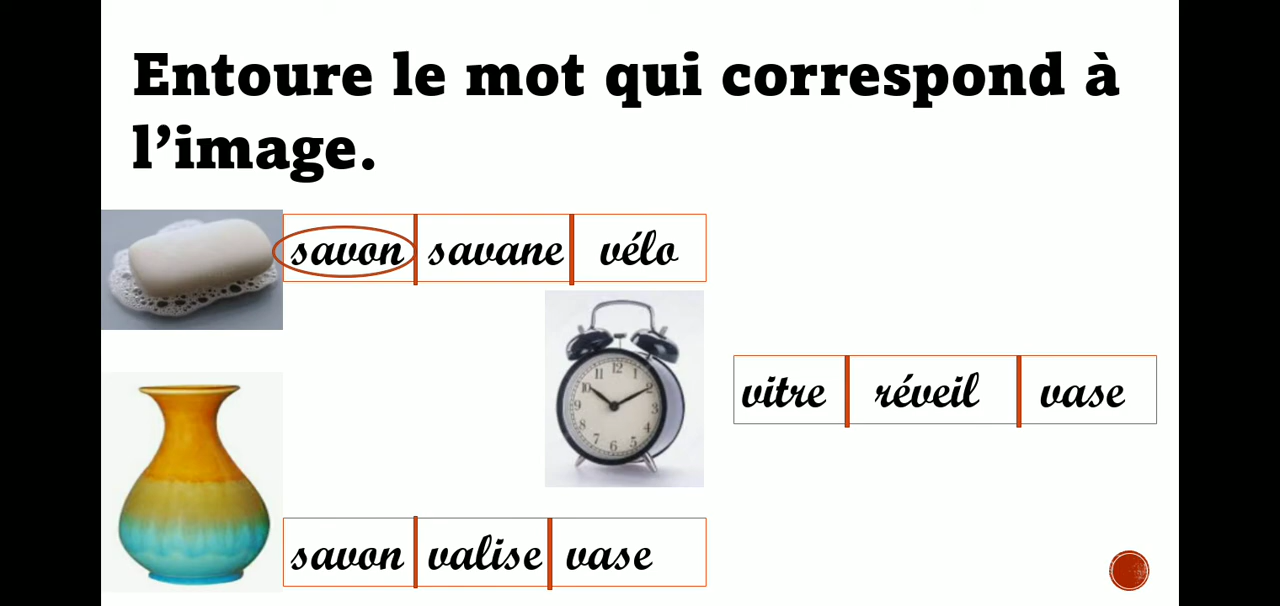 Entoure le mot qui correspond à
l'image.
savon savane vélo
vitre réveil vase
savon valise vase